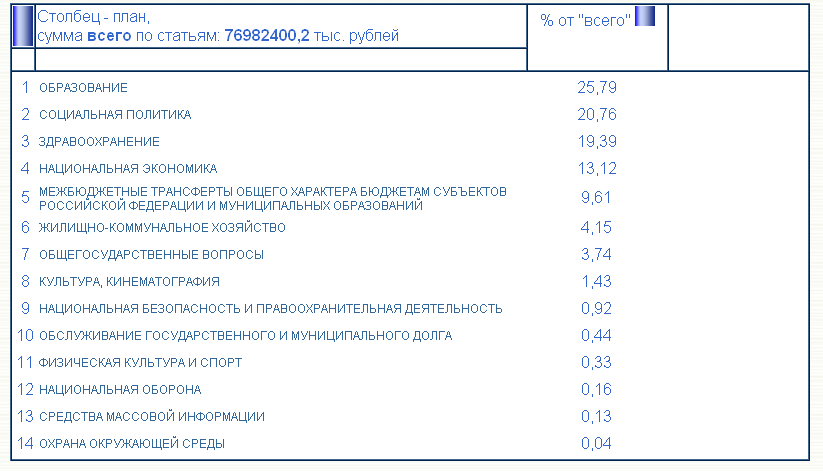 Столбец - план,
сумма всего по статьям: 76982400,2 тыс. рублей
% от "всего"
1 ОБРАЗОВАНИЕ 25,79
2 СОЦИАЛЬНАЯ ПОЛИТИКА 20,76
3 ЗДРАВООХРАНЕНИЕ 19,39
4 НАЦИОНАЛЬНАЯ ЭКОНОМИКА 13,12
5 МЕЖБЮДЖЕТНЫЕ ТРАНСФЕРТЫ ОБЩЕГО ХАРАКТЕРА БЮДЖЕТАМ СУБЪЕКТОВ
РОССИЙСКОЙ ФЕДЕРАЦИИ И МУНИЦИПАЛЬНЫХ ОБРАЗОВАНИЙ 9,61
6 ЖИЛИЩНО-КОММУНАЛЬНОЕ ХОЗЯЙСТВО 4,15
7 ОБЩЕГОСУДАРСТВЕННЫЕ ВОПРОСЫ 3,74
8 КУЛЬТУРА, КИНЕМАТОГРАФИЯ 1,43
9 НАЦИОНАЛЬНАЯ БЕЗОПАСНОСТЬ И ПРАВООХРАНИТЕЛЬНАЯ ДЕЯТЕЛЬНОСТЬ 0,92
10 ОБСЛУЖИВАНИЕ ГОСУДАРСТВЕННОГО И МУНИЦИПАЛЬНОГО ДОЛГА 0,44
11 ФИЗИЧЕСКАЯ КУЛЬТУРА И СПОРТ 0,33
12 НАЦИОНАЛЬНАЯ ОБОРОНА 0,16
13 СРЕДСТВА МАССОВОЙ ИНФОРМАЦИИ 0,13
14 ОХРАНА ОКРУЖАЮЩЕЙ СРЕДЫ 0,04